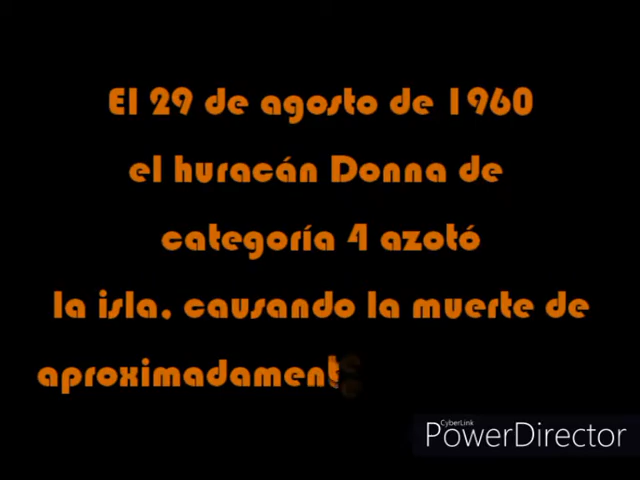 El 29 de agosto de 1960
el huracán Donna de
categoría 4 azotó
la isla, causando la muerte de
aproximadamente
CyberLink
PowerDirector